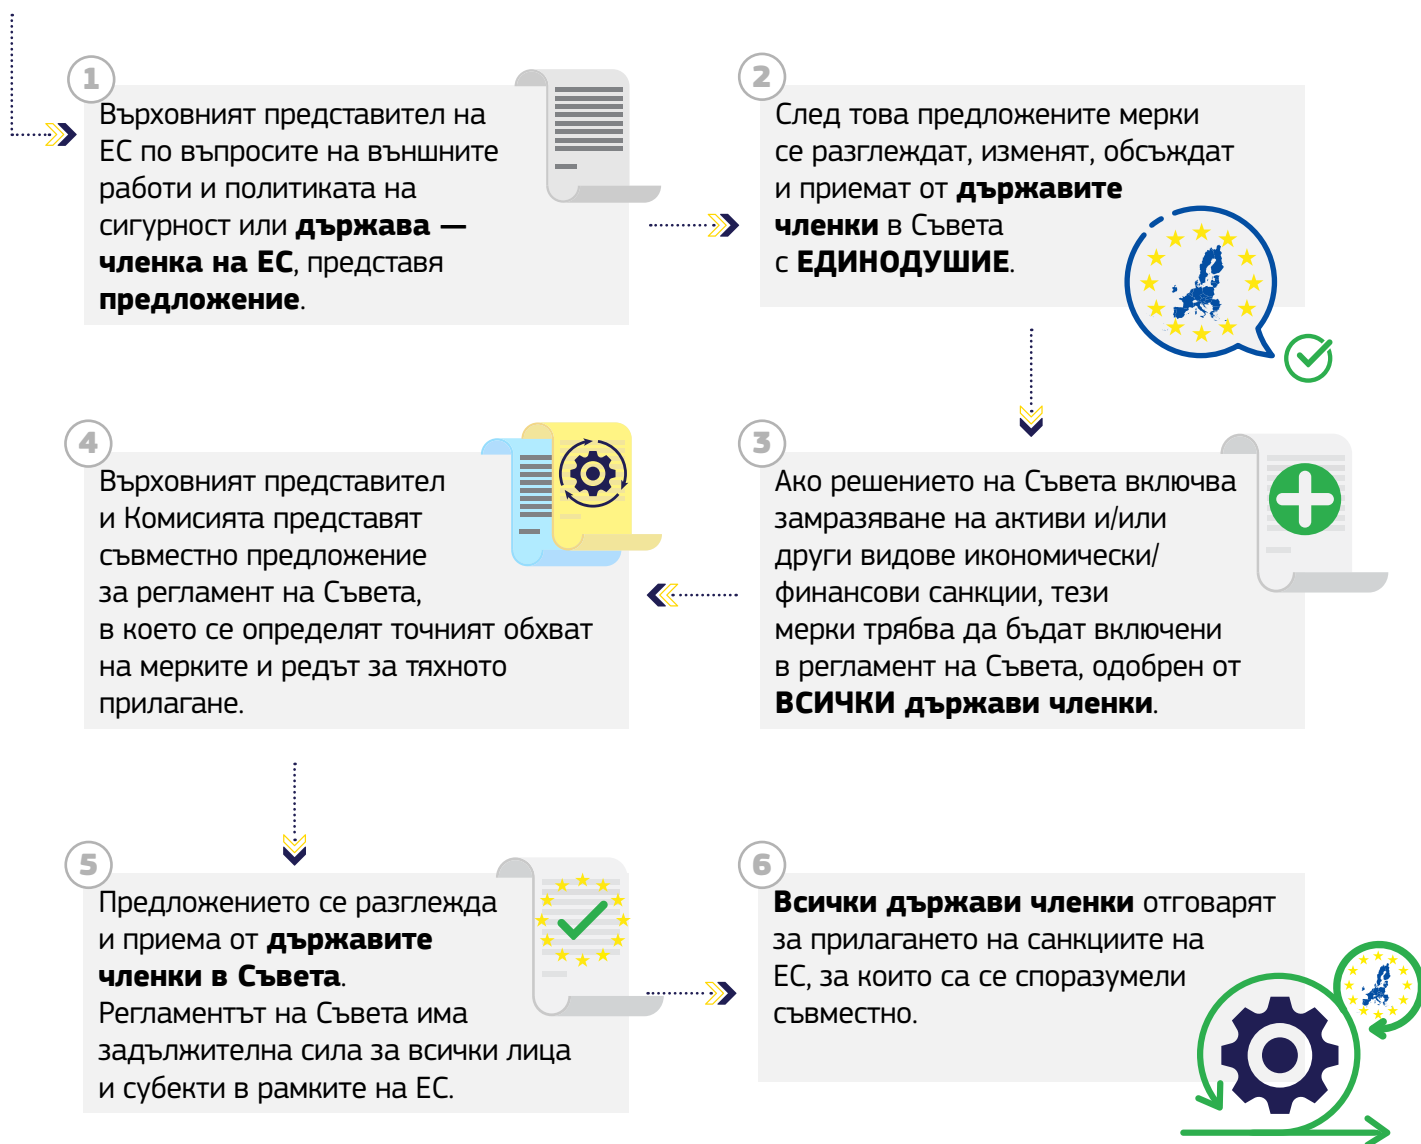 1
Върховният представител на
ЕС по въпросите на външните
работи и политиката на
сигурност или държава —
членка на ЕС, представя
предложение.
2
След това предложените мерки
се разглеждат, изменят, обсъждат
и приемат от държавите
членки в Съвета
с ЕДИНОДУШИЕ.
3
Ако решението на Съвета включва
замразяване на активи и/или
други видове икономически/
финансови санкции, тези
мерки трябва да бъдат включени
в регламент на Съвета, одобрен от
ВСИЧКИ държави членки.
4
Върховният представител
и Комисията представят
съвместно предложение
за регламент на Съвета,
в което се определят точният обхват
на мерките и редът за тяхното
прилагане.
5
Предложението се разглежда
и приема от държавите
членки в Съвета.
Регламентът на Съвета има
задължителна сила за всички лица
и субекти в рамките на ЕС.
6
Всички държави членки отговарят
за прилагането на санкциите на
ЕС, за които са се споразумели
съвместно.